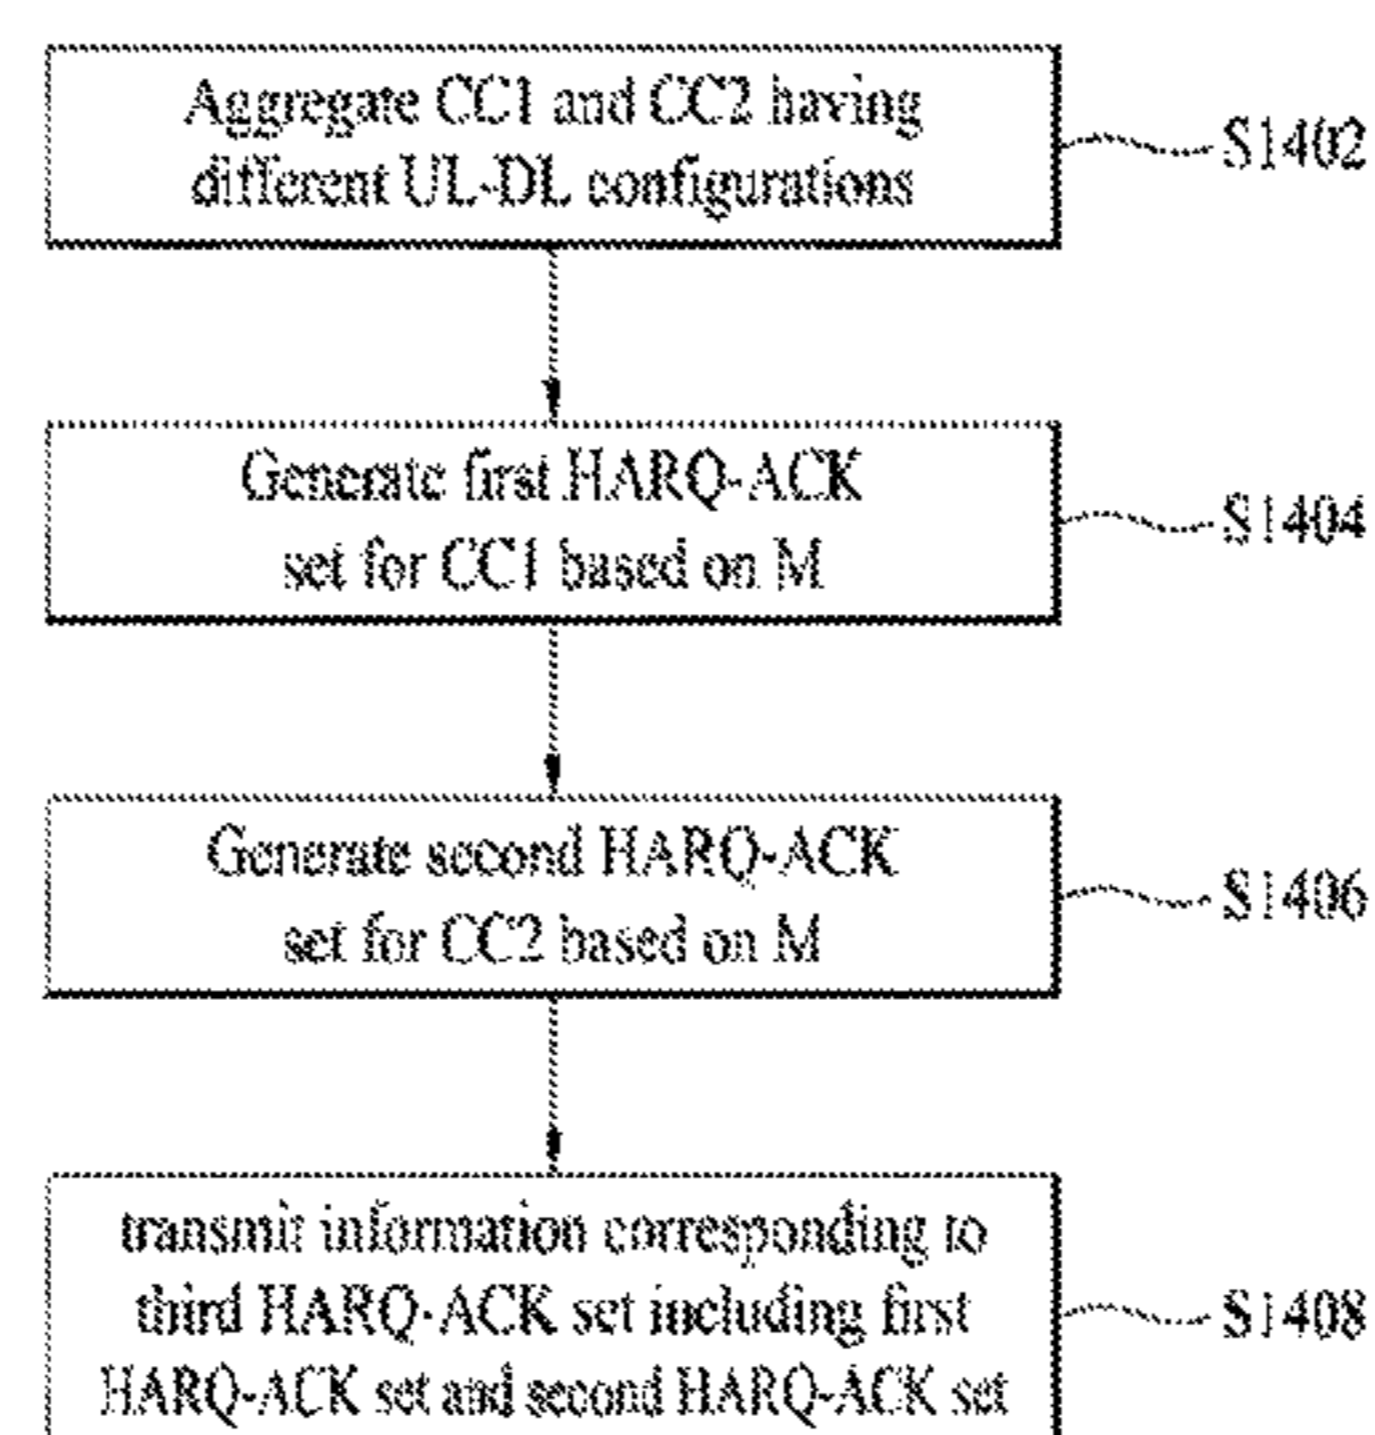 Aggregate CC1 and CC2 having
different UL-DL configurations
S1402
Generate first HARQ-ACK
set for CC1 based on M
S1404
Generate second HARQ-ACK
set for CC2 based on M
S1406
transmit information corresponding to
third HARQ-ACK set including first
HARQ-ACK set and second HARQ-ACK set
S1408